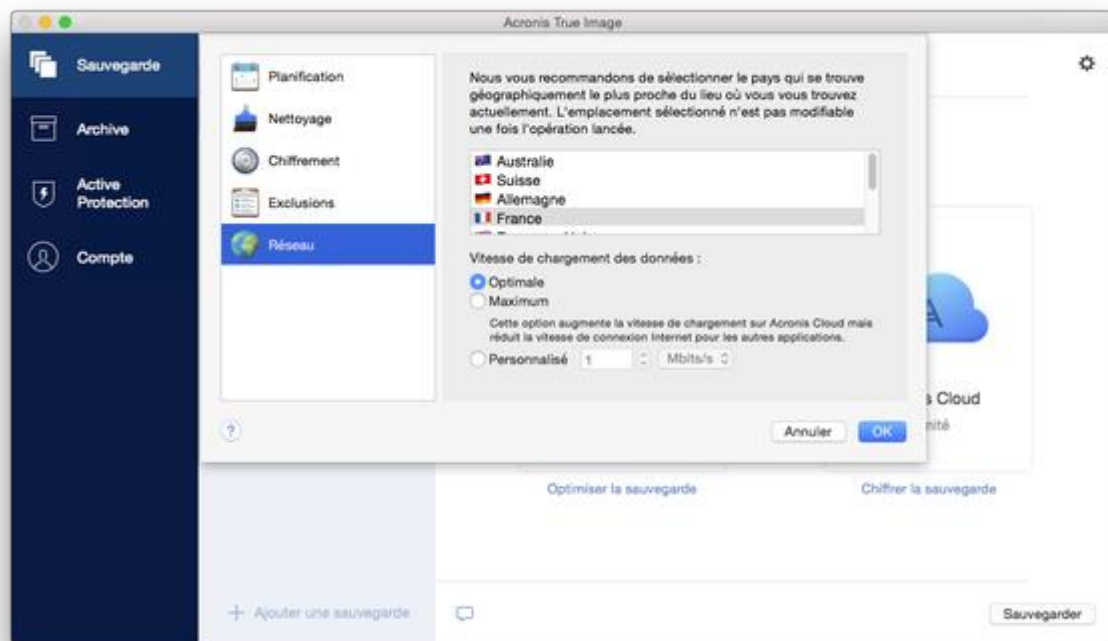 Acronis True Image
Sauvegarde
Archive
Active
Protection
Compte
Planification
Nettoyage
Chiffrement
Exclusions
Réseau
Nous vous recommandons de sélectionner le pays qui se trouve
géographiquement le plus proche du lieu où vous vous trouvez
actuellement. L'emplacement sélectionné n'est pas modifiable
une fois l'opération lancée.
Australie
Suisse
Allemagne
France
Vitesse de chargement des données :
Optimale
Maximum
Cette option augmente la vitesse de chargement sur Acronis Cloud mais
réduit la vitesse de connexion Internet pour les autres applications.
Personnalisé 1 Mbits/s
?
Annuler
OK
s Cloud
nité
Optimiser la sauvegarde
Chiffrer la sauvegarde
+ Ajouter une sauvegarde
Sauvegarder